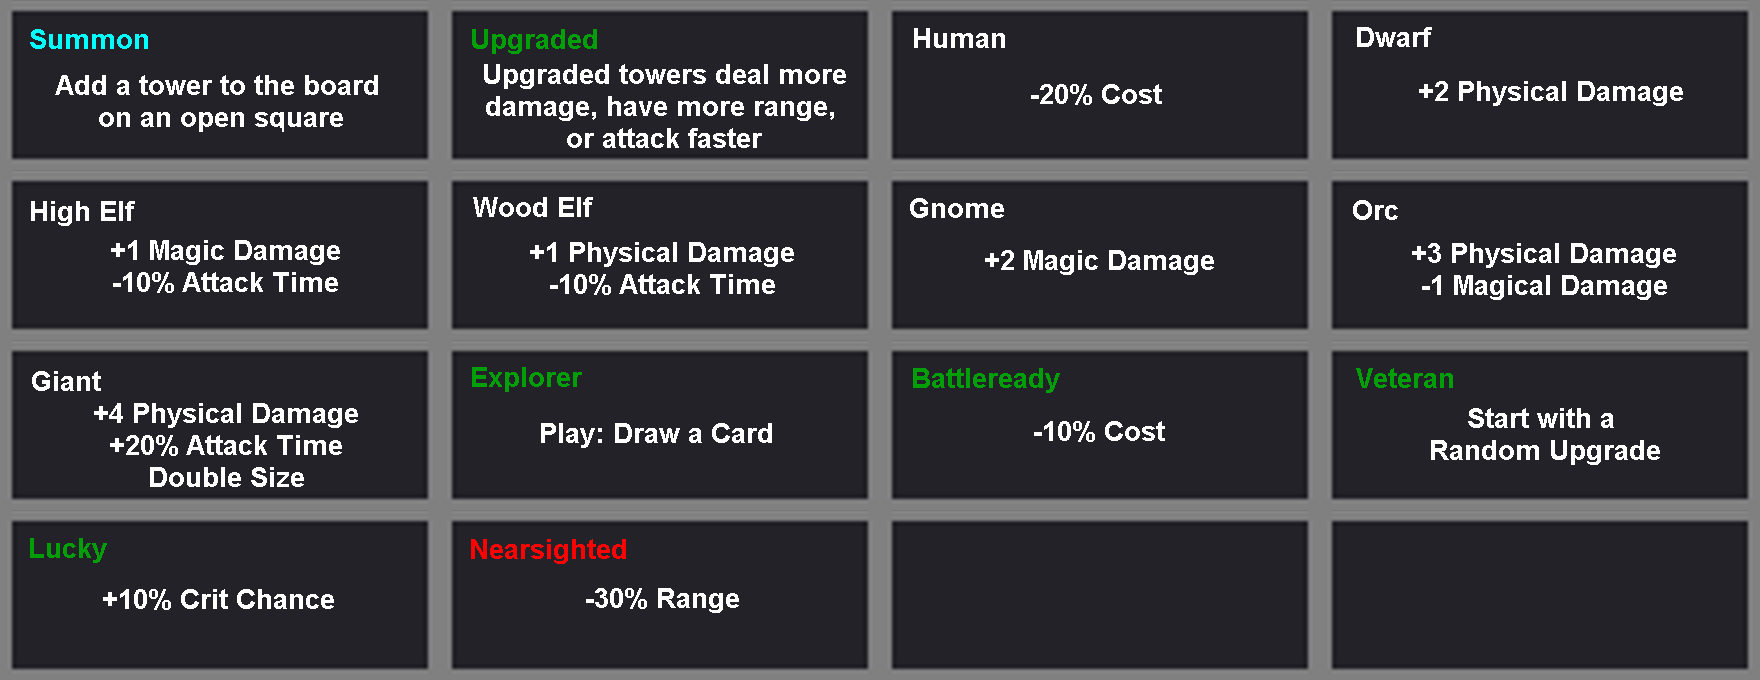 Summon
Add a tower to the board
on an open square
Upgraded
Upgraded towers deal more
damage, have more range,
or attack faster
Human
-20% Cost
Dwarf
+2 Physical Damage
High Elf
+1 Magic Damage
-10% Attack Time
Wood Elf
+1 Physical Damage
-10% Attack Time
Gnome
+2 Magic Damage
Orc
+3 Physical Damage
-1 Magical Damage
Giant
+4 Physical Damage
+20% Attack Time
Double Size
Explorer
Play: Draw a Card
Battleready
-10% Cost
Veteran
Start with a
Random Upgrade
Lucky
+10% Crit Chance
Nearsighted
-30% Range